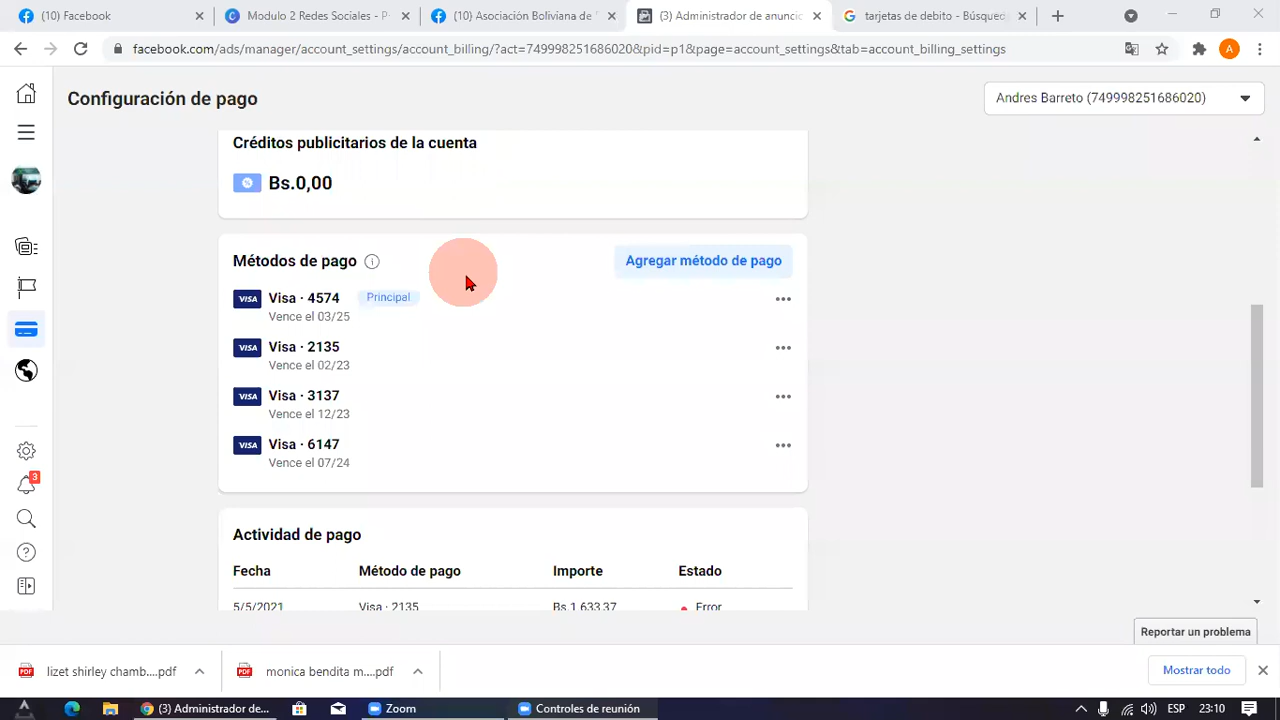 (10) Facebook
Modulo 2 Redes Sociales - P
(10) Asociación Boliviana de
(3) Administrador de anuncio
tarjetas de debito - Búsqued
facebook.com/ads/manager/account_settings/account_billing/?act=749998251686020&pid=p1&page=account_settings&tab=account_billing_settings
A
Configuración de pago
Andres Barreto (749998251686020)
Créditos publicitarios de la cuenta
Bs.0,00
Métodos de pago
Agregar método de pago
VISA Visa · 4574 Principal
Vence el 03/25
VISA Visa · 2135
Vence el 02/23
VISA Visa · 3137
Vence el 12/23
VISA Visa · 6147
Vence el 07/24
3
Actividad de pago
Fecha Método de pago Importe Estado
5/5/2021 Visa · 2135 Bs.1.633,37 Error
Reportar un problema
PDF lizet shirley chamb....pdf
PDF monica bendita m....pdf
Mostrar todo
(3) Administrador de...
Zoom
Controles de reunión
ESP
23:10